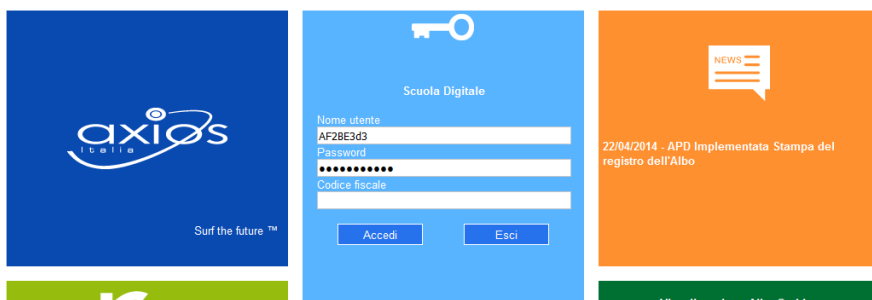 axios
Italia
Surf the future ™
Scuola Digitale
Nome utente
AF2BE3d3
Password
●●●●●●●●●●●
Codice fiscale
Accedi
Esci
NEWS
22/04/2014 - APD Implementata Stampa del
registro dell'Albo